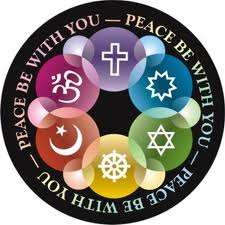 PEACE BE WITH YOU — PEACE BE WITH YOU — PEACE BE WITH YOU —
ॐ